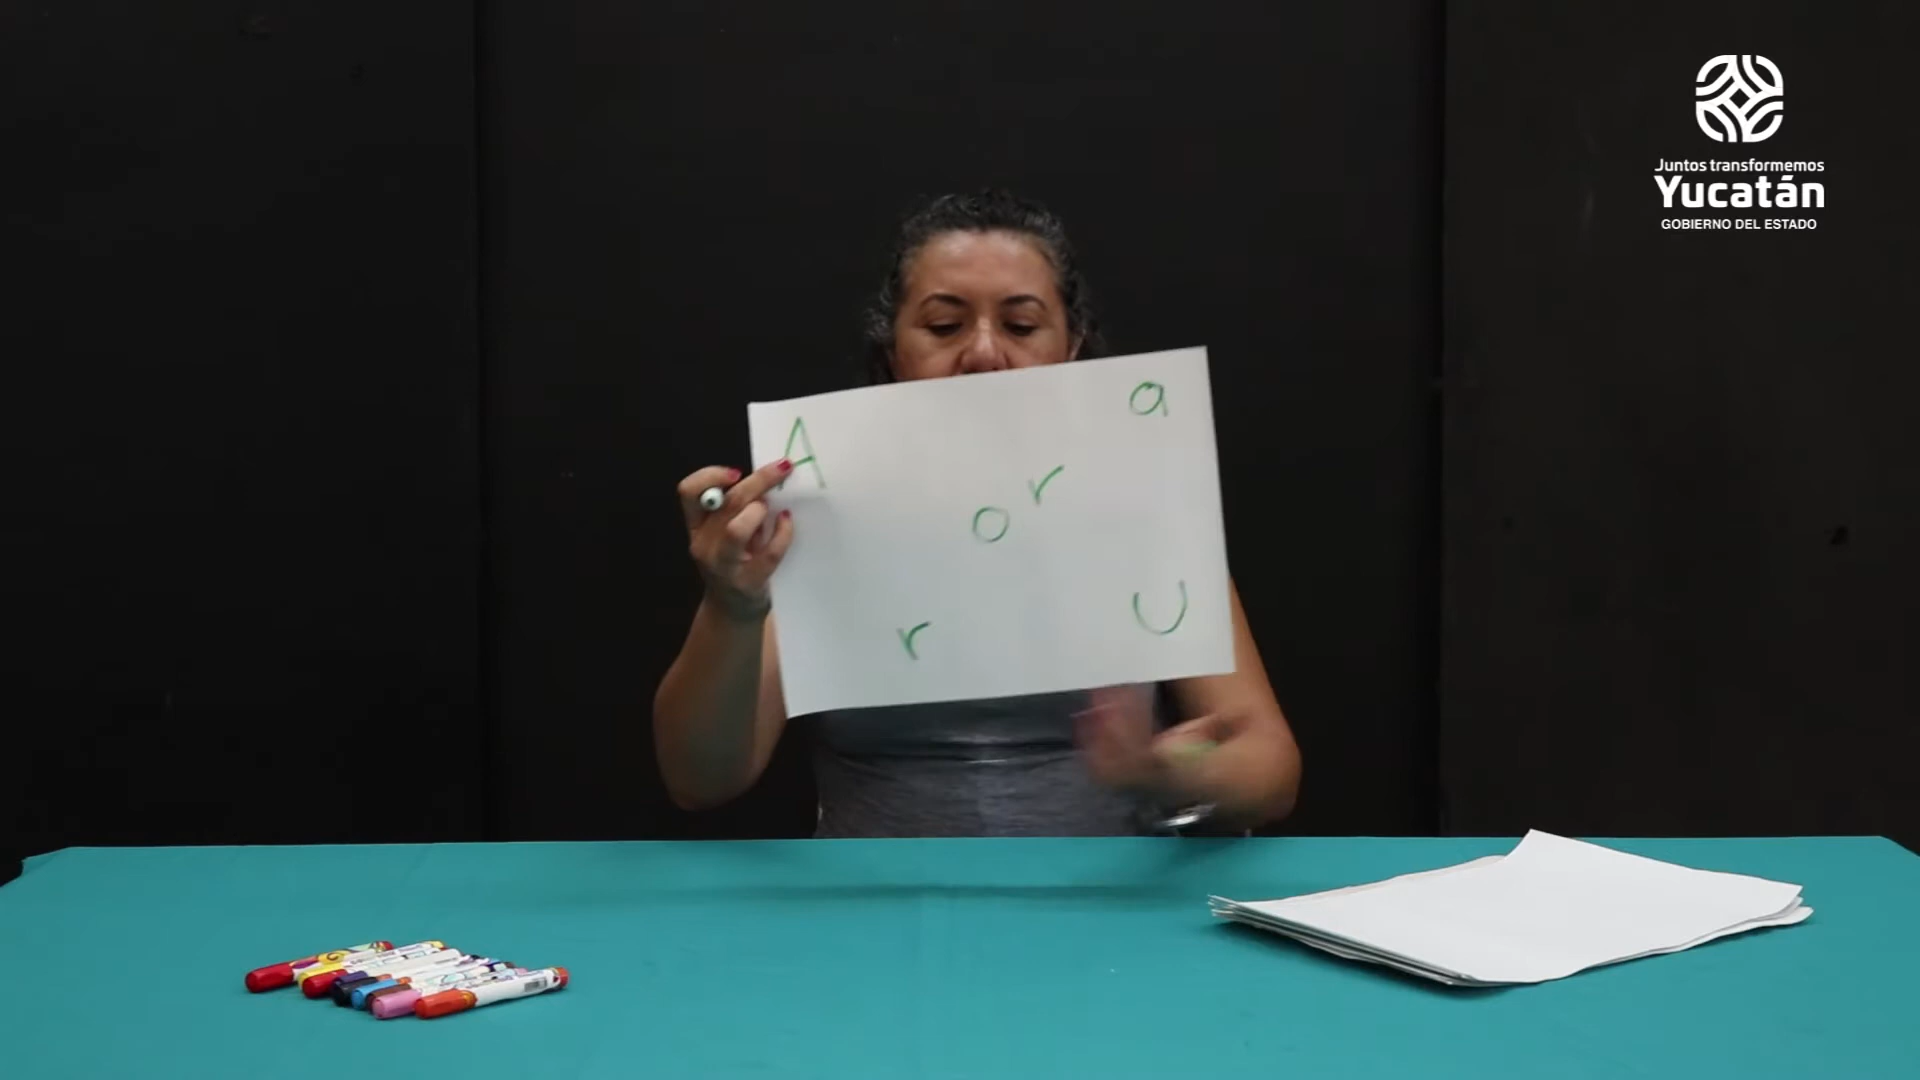 A
a
r
o
r
U
Juntos transformemos
Yucatán
GOBIERNO DEL ESTADO